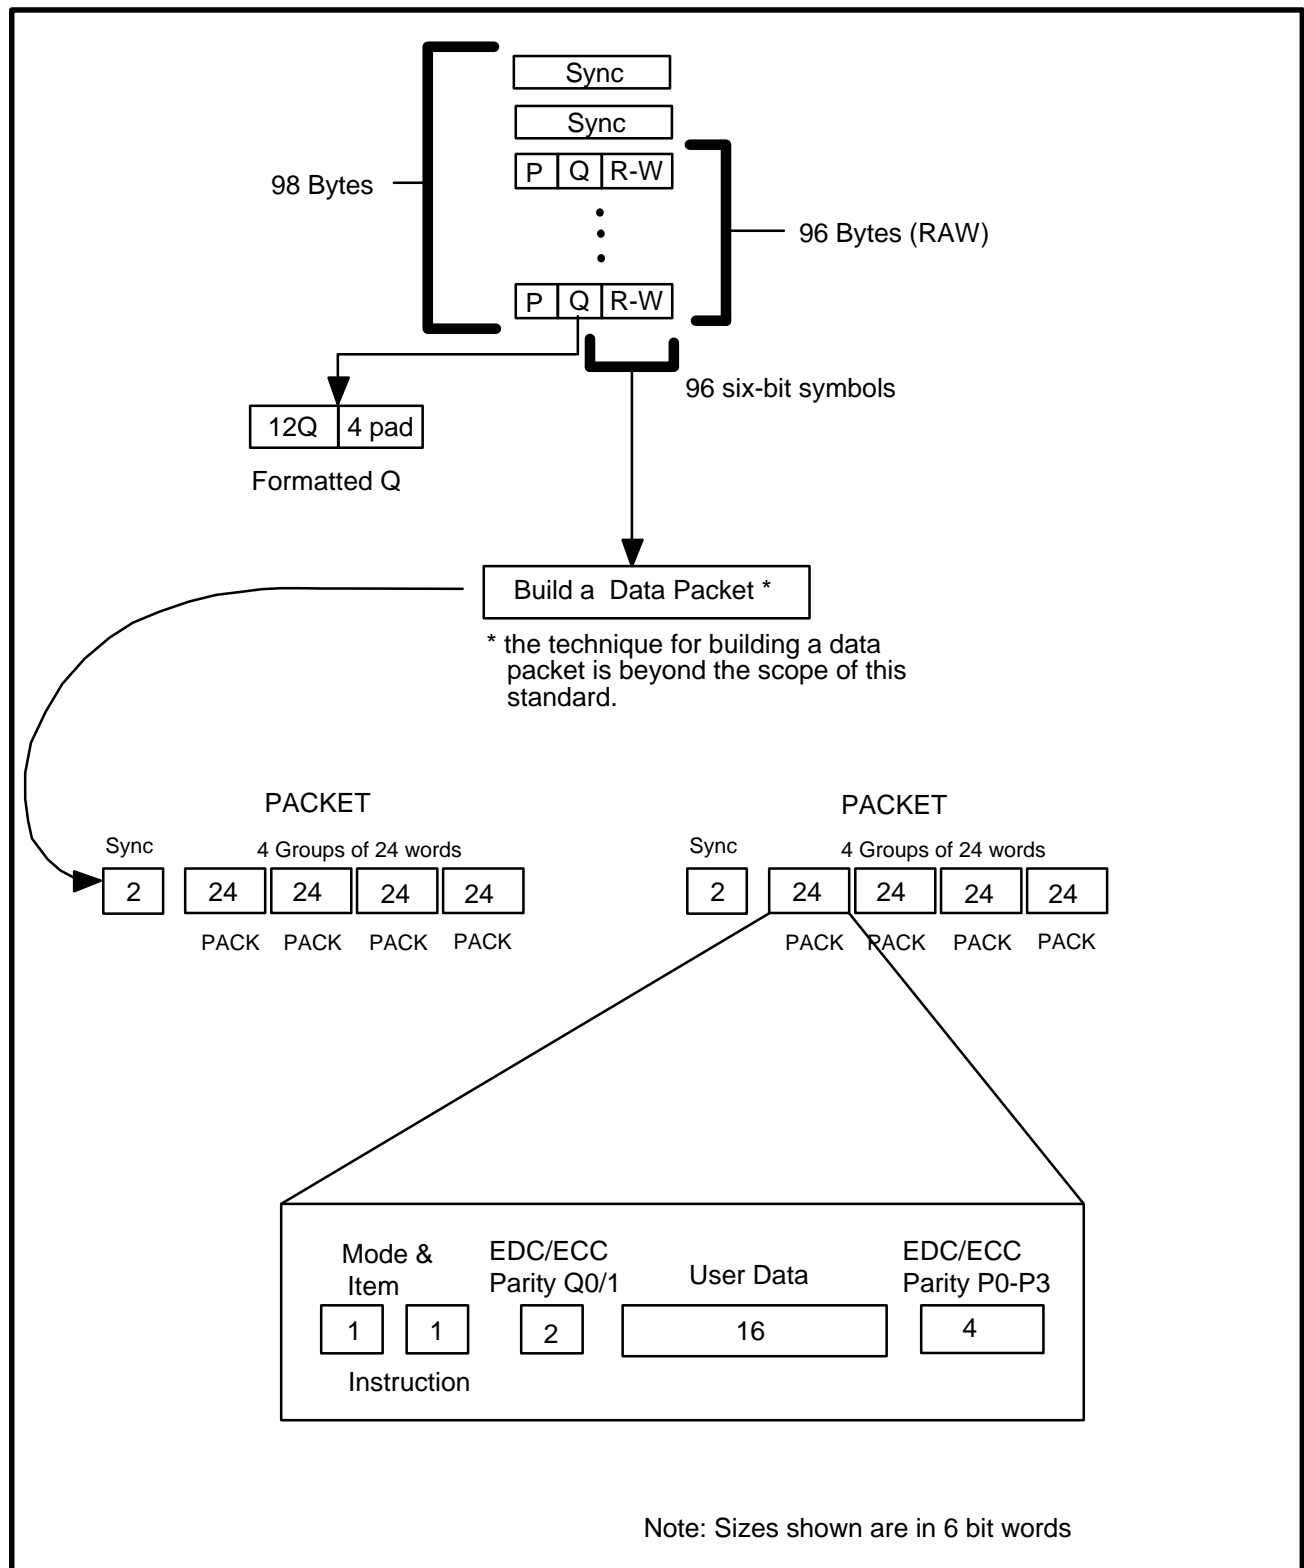 Sync
Sync
P Q R-W
98 Bytes
96 Bytes (RAW)
P Q R-W
96 six-bit symbols
12Q 4 pad
Formatted Q
Build a Data Packet *
* the technique for building a data
packet is beyond the scope of this
standard.
PACKET PACKET
Sync 4 Groups of 24 words Sync 4 Groups of 24 words
2 24 24 24 24 2 24 24 24 24
PACK PACK PACK PACK PACK PACK PACK PACK
Mode &
Item
EDC/ECC
Parity Q0/1
User Data
EDC/ECC
Parity P0-P3
1 1 2 16 4
Instruction
Note: Sizes shown are in 6 bit words